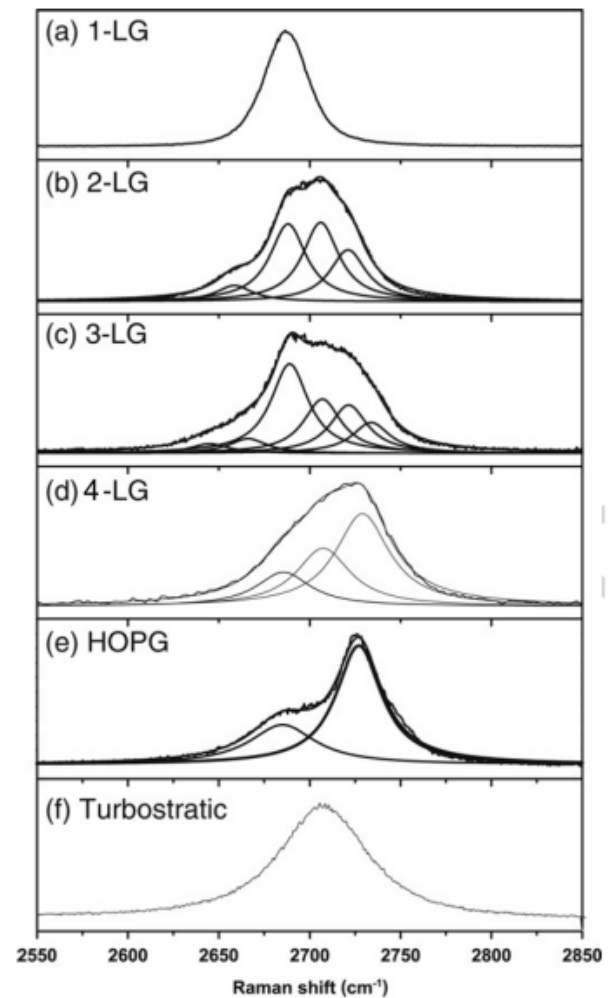 (a) 1-LG
(b) 2-LG
(c) 3-LG
(d) 4-LG
(e) HOPG
(f) Turbostratic
2550 2600 2650 2700 2750 2800 2850
Raman shift (cm⁻¹)